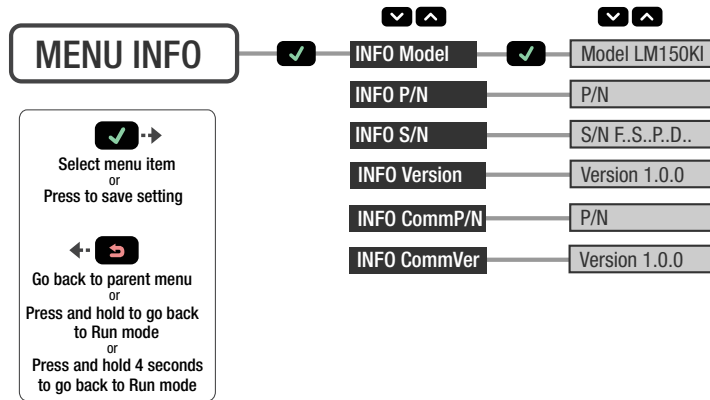 MENU INFO
INFO Model
Model LM150KI
INFO P/N
P/N
INFO S/N
S/N F..S..P..D..
INFO Version
Version 1.0.0
INFO CommP/N
P/N
INFO CommVer
Version 1.0.0
Select menu item
or
Press to save setting
Go back to parent menu
or
Press and hold to go back
to Run mode
or
Press and hold 4 seconds
to go back to Run mode